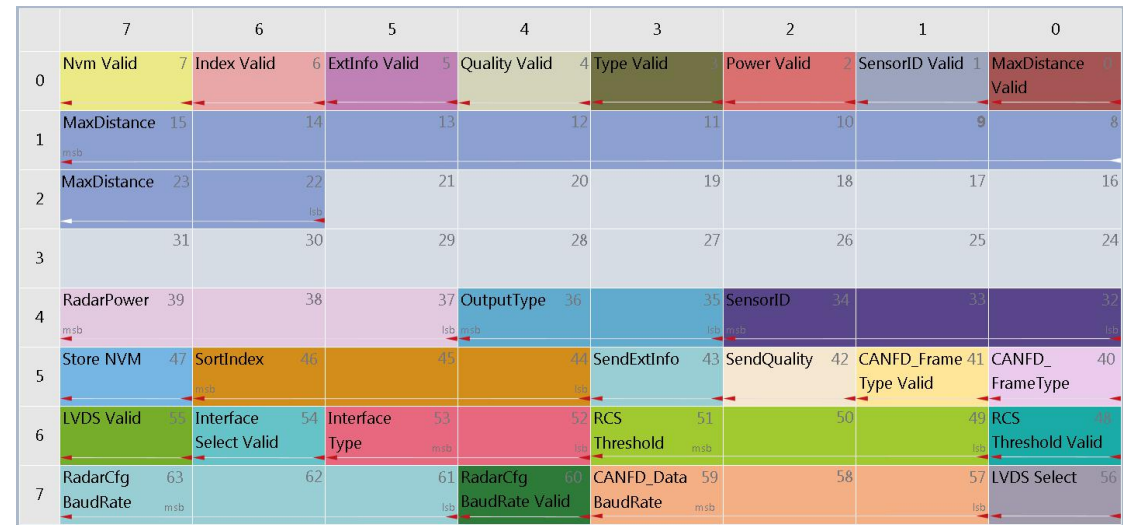 7 6 5 4 3 2 1 0
0 Nvm Valid 7 Index Valid 6 ExtInfo Valid 5 Quality Valid 4 Type Valid Power Valid 2 SensorID Valid 1 MaxDistance 0
Valid
1 MaxDistance 15 14 13 12 11 10 9 8
msb
2 MaxDistance 23 22 21 20 19 18 17 16
lsb
3 31 30 29 28 27 26 25 24
4 RadarPower 39 38 37 OutputType 36 35 SensorID 34 33 32
msb lsb msb lsb msb lsb
5 Store NVM 47 SortIndex 46 45 44 SendExtInfo 43 SendQuality 42 CANFD_Frame 41 CANFD_ 40
Type Valid FrameType
msb lsb
6 LVDS Valid 55 Interface 54 Interface 53 52 RCS 51 50 49 RCS 48
Select Valid Type msb lsb Threshold msb lsb Threshold Valid
7 RadarCfg 63 62 61 RadarCfg 60 CANFD_Data 59 58 57 LVDS Select 56
BaudRate msb lsb BaudRate Valid BaudRate msb lsb